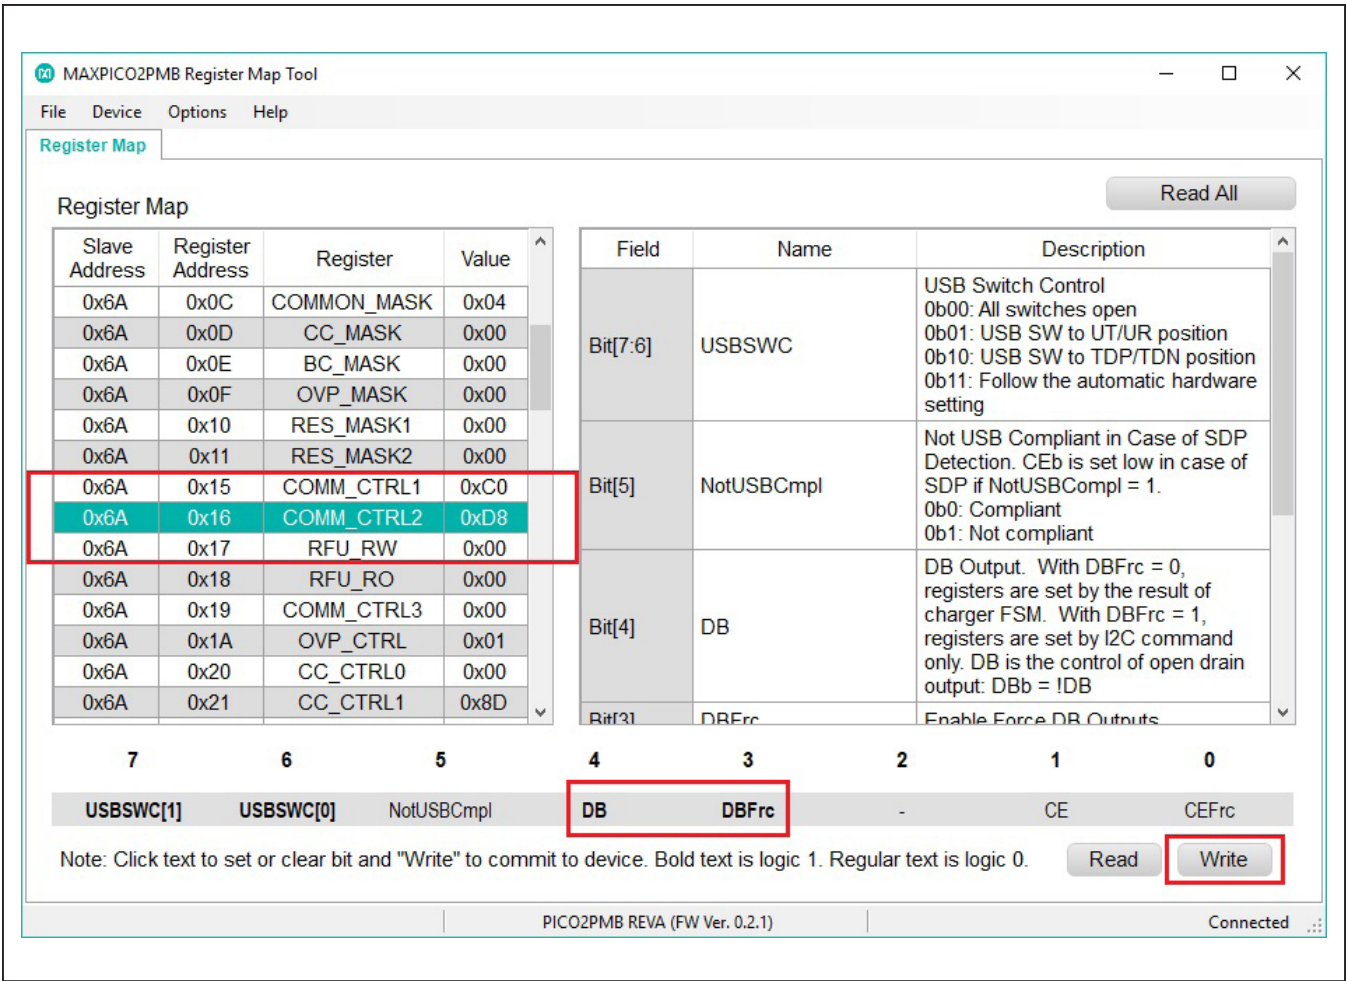 MAXPICO2PMB Register Map Tool
File Device Options Help
Register Map
Read All
Register Map
Slave Address Register Address Register Value
0x6A 0x0C COMMON_MASK 0x04
0x6A 0x0D CC_MASK 0x00
0x6A 0x0E BC_MASK 0x00
0x6A 0x0F OVP_MASK 0x00
0x6A 0x10 RES_MASK1 0x00
0x6A 0x11 RES_MASK2 0x00
0x6A 0x15 COMM_CTRL1 0xC0
0x6A 0x16 COMM_CTRL2 0xD8
0x6A 0x17 RFU_RW 0x00
0x6A 0x18 RFU_RO 0x00
0x6A 0x19 COMM_CTRL3 0x00
0x6A 0x1A OVP_CTRL 0x01
0x6A 0x20 CC_CTRL0 0x00
0x6A 0x21 CC_CTRL1 0x8D
Field Name Description
Bit[7:6] USBSWC
USB Switch Control
0b00: All switches open
0b01: USB SW to UT/UR position
0b10: USB SW to TDP/TDN position
0b11: Follow the automatic hardware
setting
Bit[5] NotUSBCmpl
Not USB Compliant in Case of SDP
Detection. CEb is set low in case of
SDP if NotUSBCompl = 1.
0b0: Compliant
0b1: Not compliant
Bit[4] DB
DB Output. With DBFrc = 0,
registers are set by the result of
charger FSM. With DBFrc = 1,
registers are set by I2C command
only. DB is the control of open drain
output: DBb = !DB
Bit[3] DBFrc Enable Force DB Outputs
7 6 5 4 3 2 1 0
USBSWC[1] USBSWC[0] NotUSBCmpl DB DBFrc - CE CEFrc
Note: Click text to set or clear bit and "Write" to commit to device. Bold text is logic 1. Regular text is logic 0.
Read Write
PICO2PMB REVA (FW Ver. 0.2.1)
Connected